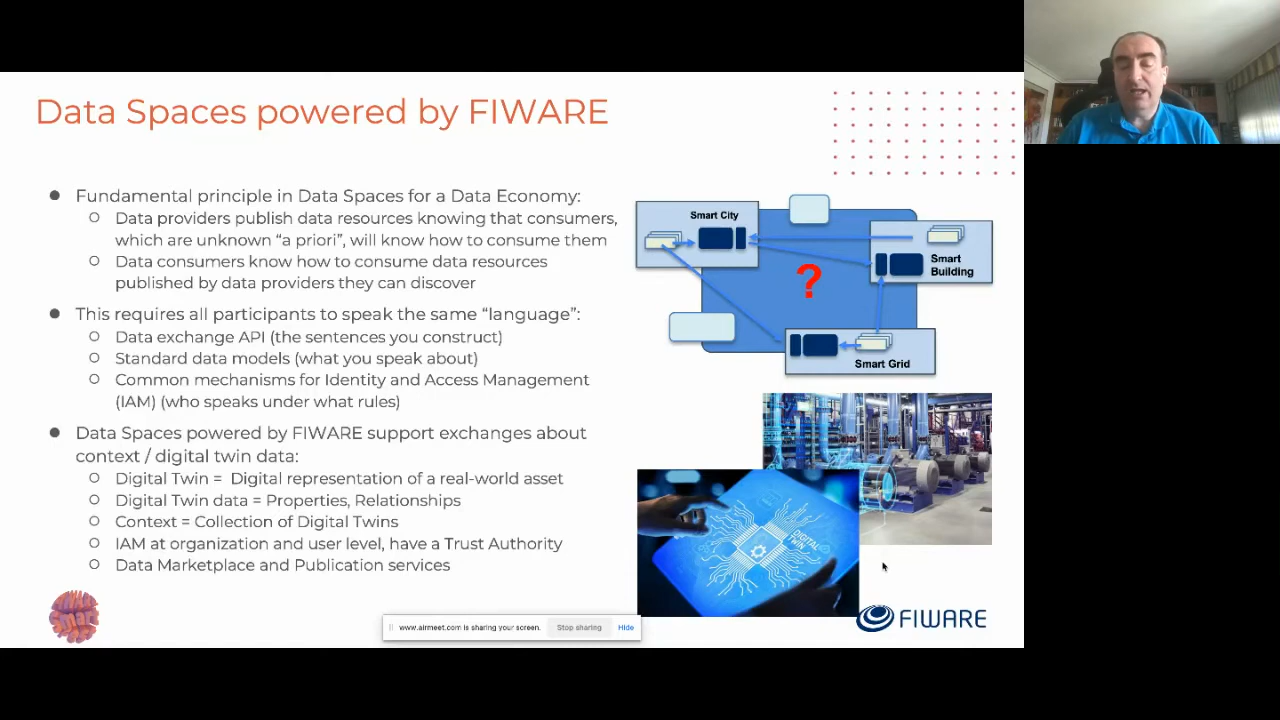 Data Spaces powered by FIWARE
● Fundamental principle in Data Spaces for a Data Economy:
○ Data providers publish data resources knowing that consumers,
which are unknown “a priori”, will know how to consume them
○ Data consumers know how to consume data resources
published by data providers they can discover
● This requires all participants to speak the same “language”:
○ Data exchange API (the sentences you construct)
○ Standard data models (what you speak about)
○ Common mechanisms for Identity and Access Management
(IAM) (who speaks under what rules)
● Data Spaces powered by FIWARE support exchanges about
context / digital twin data:
○ Digital Twin = Digital representation of a real-world asset
○ Digital Twin data = Properties, Relationships
○ Context = Collection of Digital Twins
○ IAM at organization and user level, have a Trust Authority
○ Data Marketplace and Publication services
Smart City
?
Smart
Building
Smart Grid
DIGITAL
TWIN
Smart
www.airmeet.com is sharing your screen.
Stop sharing
Hide
FIWARE